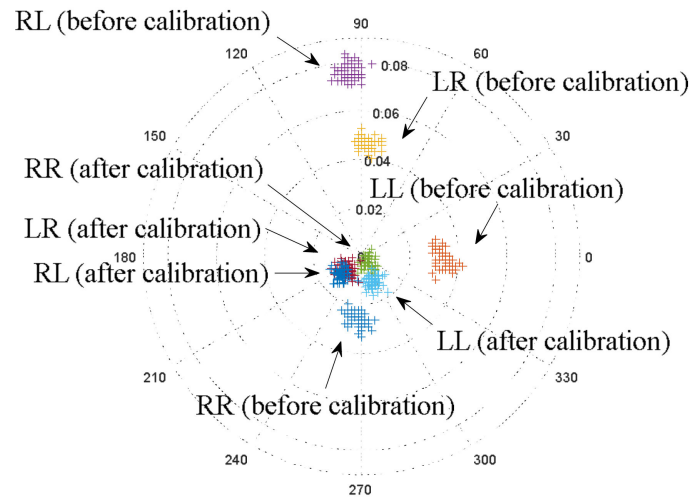 90
RL (before calibration)
120
60
0.08
LR (before calibration)
0.06
150
30
0.04
RR (after calibration)
LL (before calibration)
0.02
LR (after calibration)
180
0
0
RL (after calibration)
LL (after calibration)
210
330
RR (before calibration)
240
300
270